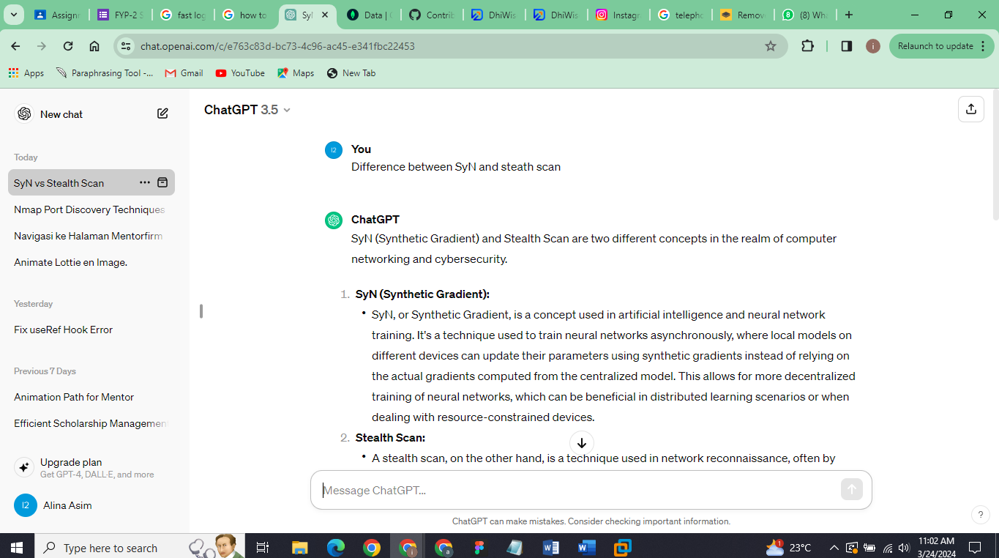 Assignr
FYP-2 S
fast log
how to
Syl
Data | (
Contrib
DhiWis
DhiWis
Instagr
telepho
Remov
(8) Wha
chat.openai.com/c/e763c83d-bc73-4c96-ac45-e341fbc22453
i
Relaunch to update
Apps
Paraphrasing Tool -...
Gmail
YouTube
Maps
New Tab
New chat
ChatGPT 3.5
Today
SyN vs Stealth Scan
Nmap Port Discovery Techniques
Navigasi ke Halaman Mentorfirm
Animate Lottie en Image.
Yesterday
Fix useRef Hook Error
Previous 7 Days
Animation Path for Mentor
Efficient Scholarship Managemen
Upgrade plan
Get GPT-4, DALL·E, and more
I2
Alina Asim
I2
You
Difference between SyN and steath scan
ChatGPT
SyN (Synthetic Gradient) and Stealth Scan are two different concepts in the realm of computer
networking and cybersecurity.
1. SyN (Synthetic Gradient):
• SyN, or Synthetic Gradient, is a concept used in artificial intelligence and neural network
training. It's a technique used to train neural networks asynchronously, where local models on
different devices can update their parameters using synthetic gradients instead of relying on
the actual gradients computed from the centralized model. This allows for more decentralized
training of neural networks, which can be beneficial in distributed learning scenarios or when
dealing with resource-constrained devices.
2. Stealth Scan:
• A stealth scan, on the other hand, is a technique used in network reconnaissance, often by
Message ChatGPT...
ChatGPT can make mistakes. Consider checking important information.
?
Type here to search
1
23°C
11:02 AM
3/24/2024